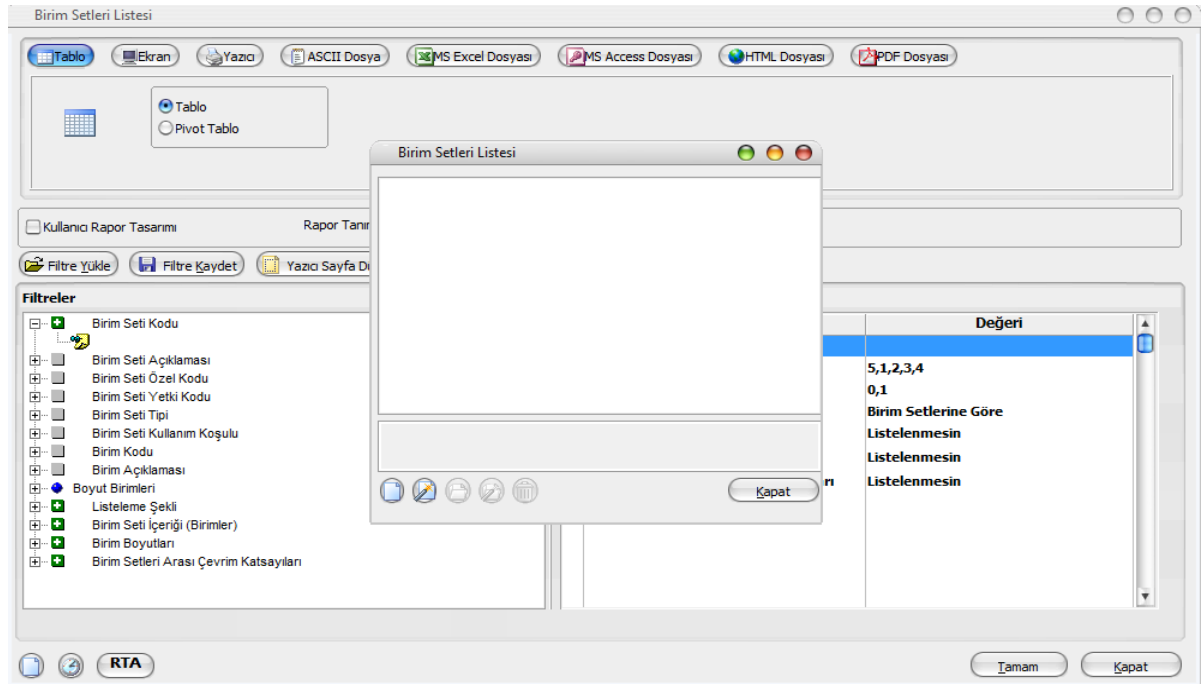 Birim Setleri Listesi
Tablo Ekran Yazıcı ASCII Dosya MS Excel Dosyası MS Access Dosyası HTML Dosyası PDF Dosyası
Tablo
Pivot Tablo
Birim Setleri Listesi
Kullanıcı Rapor Tasarımı Rapor Tanır
Filtre Yükle Filtre Kaydet Yazıcı Sayfa Dü
Filtreler
Birim Seti Kodu
Birim Seti Açıklaması
Birim Seti Özel Kodu
Birim Seti Yetki Kodu
Birim Seti Tipi
Birim Seti Kullanım Koşulu
Birim Kodu
Birim Açıklaması
Boyut Birimleri
Listeleme Şekli
Birim Seti İçeriği (Birimler)
Birim Boyutları
Birim Setleri Arası Çevrim Katsayıları
Kapat
Değeri
5,1,2,3,4
0,1
Birim Setlerine Göre
Listelenmesin
Listelenmesin
rı Listelenmesin
RTA Tamam Kapat